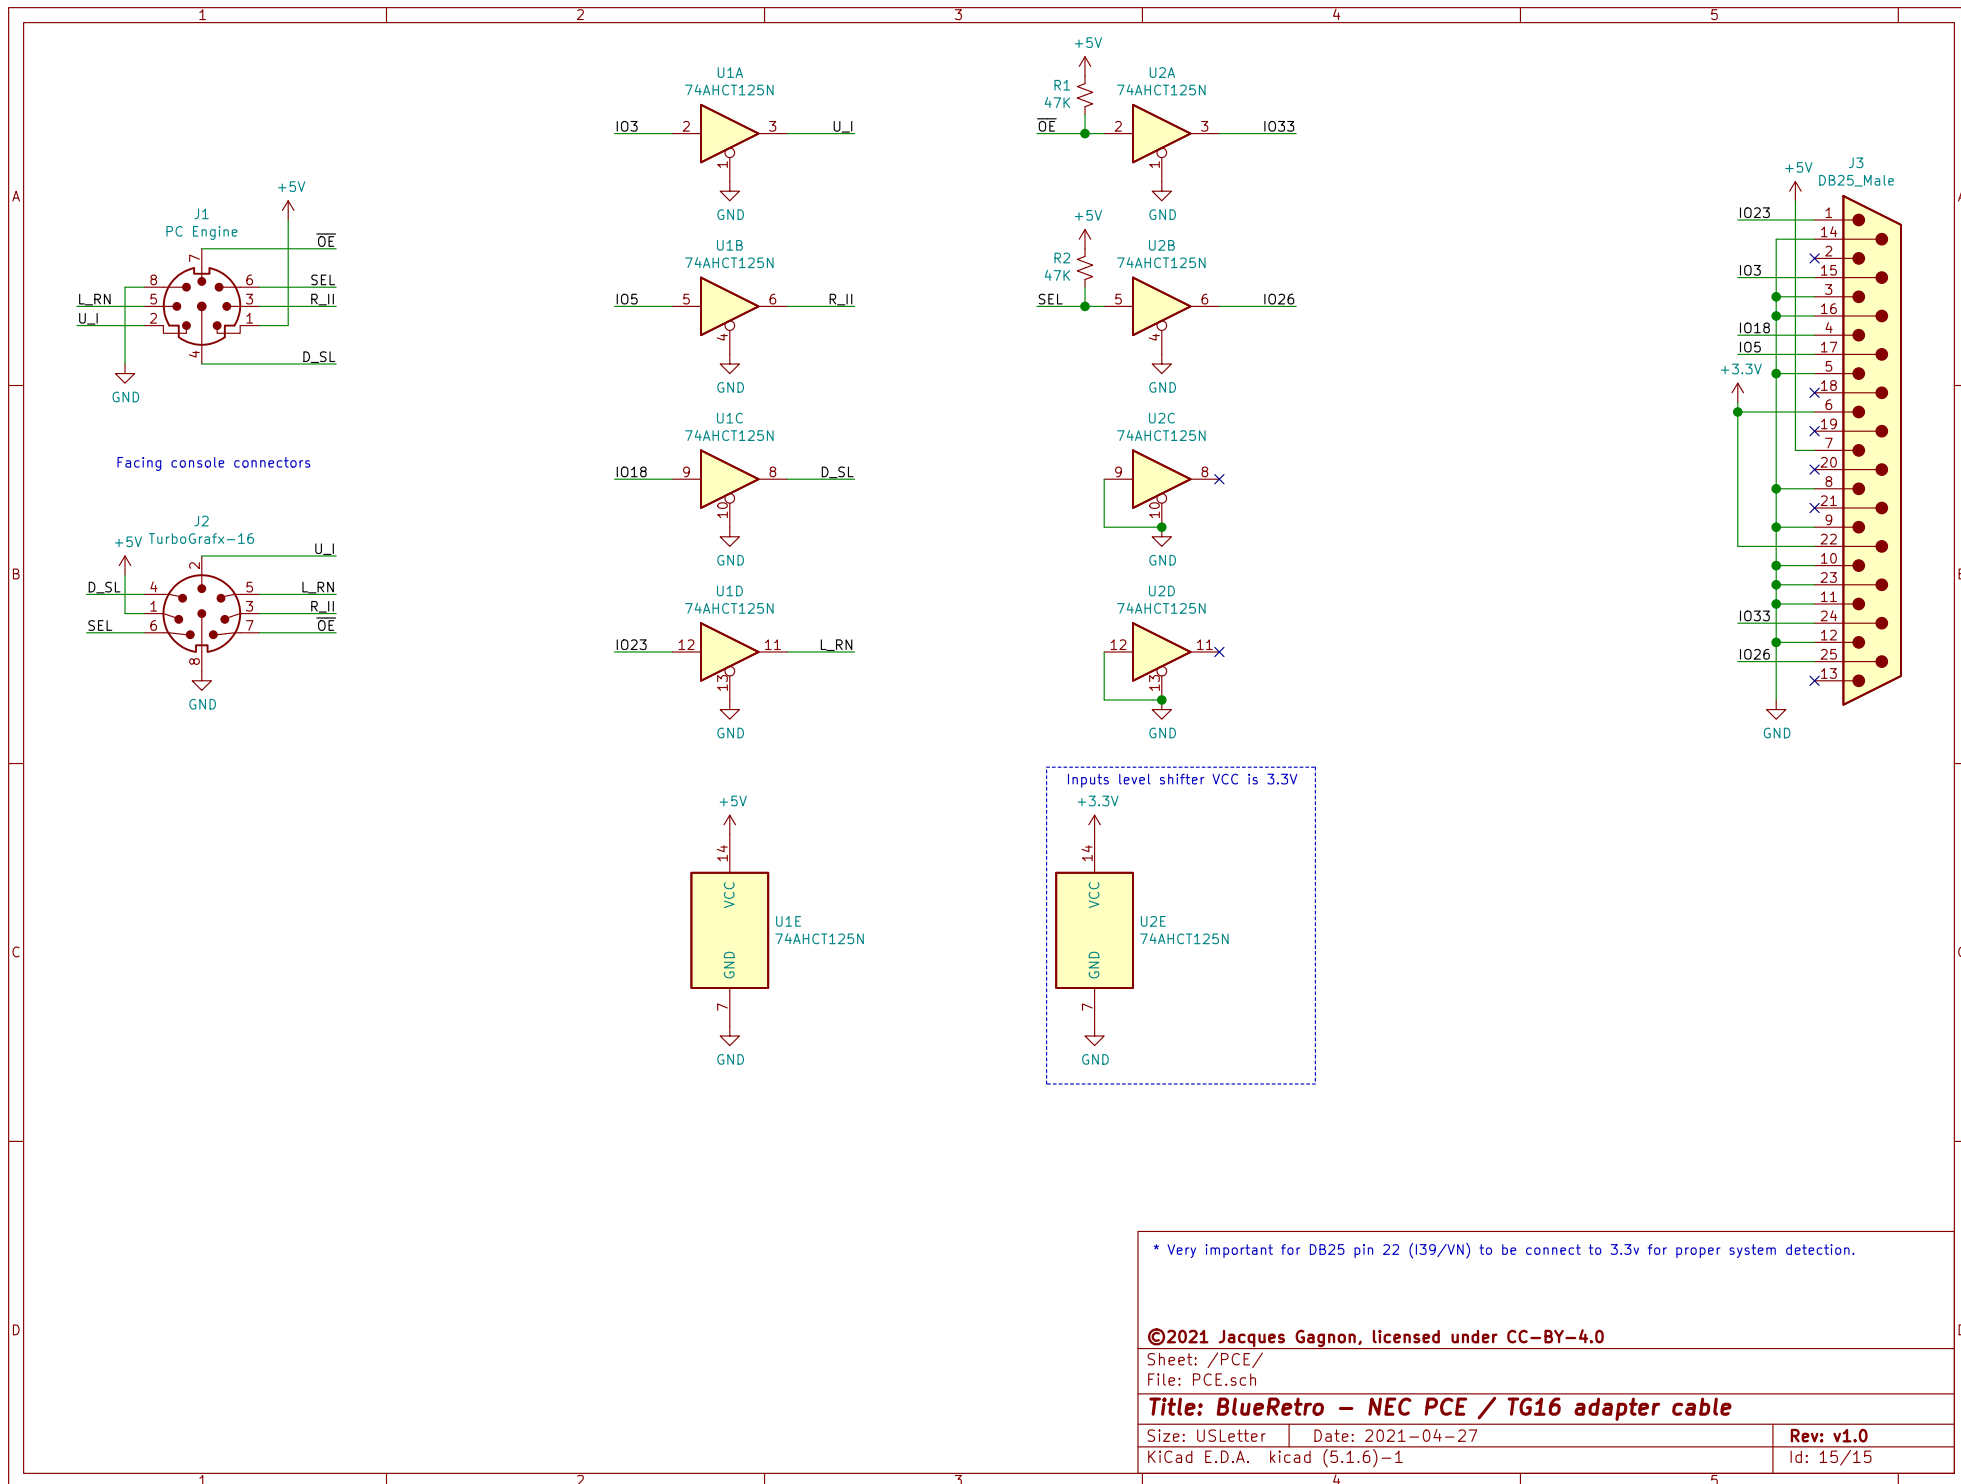 1 2 3 4 5
A
B
C
D
J1
PC Engine
+5V
OE
SEL
R_II
D_SL
L_RN
U_I
8
5
2
7
6
3
1
4
GND
Facing console connectors
J2
TurboGrafx-16
+5V
U_I
D_SL
SEL
L_RN
R_II
OE
4
1
6
2
5
3
7
8
GND
U1A
74AHCT125N
IO3 2 3 U_I
1
GND
U1B
74AHCT125N
IO5 5 6 R_II
4
GND
U1C
74AHCT125N
IO18 9 8 D_SL
10
GND
U1D
74AHCT125N
IO23 12 11 L_RN
13
GND
+5V
14
VCC
GND
U1E
74AHCT125N
7
GND
+5V
R1
47K
U2A
74AHCT125N
OE 2 3 IO33
1
GND
+5V
R2
47K
U2B
74AHCT125N
SEL 5 6 IO26
4
GND
U2C
74AHCT125N
9 8
10
GND
U2D
74AHCT125N
12 11
13
GND
Inputs level shifter VCC is 3.3V
+3.3V
14
VCC
GND
U2E
74AHCT125N
7
GND
J3
DB25_Male
+5V
IO23 1
14
2
IO3 15
3
16
IO18 4
IO5 17
5
+3.3V
18
6
19
7
20
8
21
9
22
10
23
11
IO33 24
12
IO26 25
13
GND
* Very important for DB25 pin 22 (I39/VN) to be connect to 3.3v for proper system detection.
©2021 Jacques Gagnon, licensed under CC-BY-4.0
Sheet: /PCE/
File: PCE.sch
Title: BlueRetro - NEC PCE / TG16 adapter cable
Size: USLetter Date: 2021-04-27 Rev: v1.0
KiCad E.D.A. kicad (5.1.6)-1 Id: 15/15
1 2 3 4 5